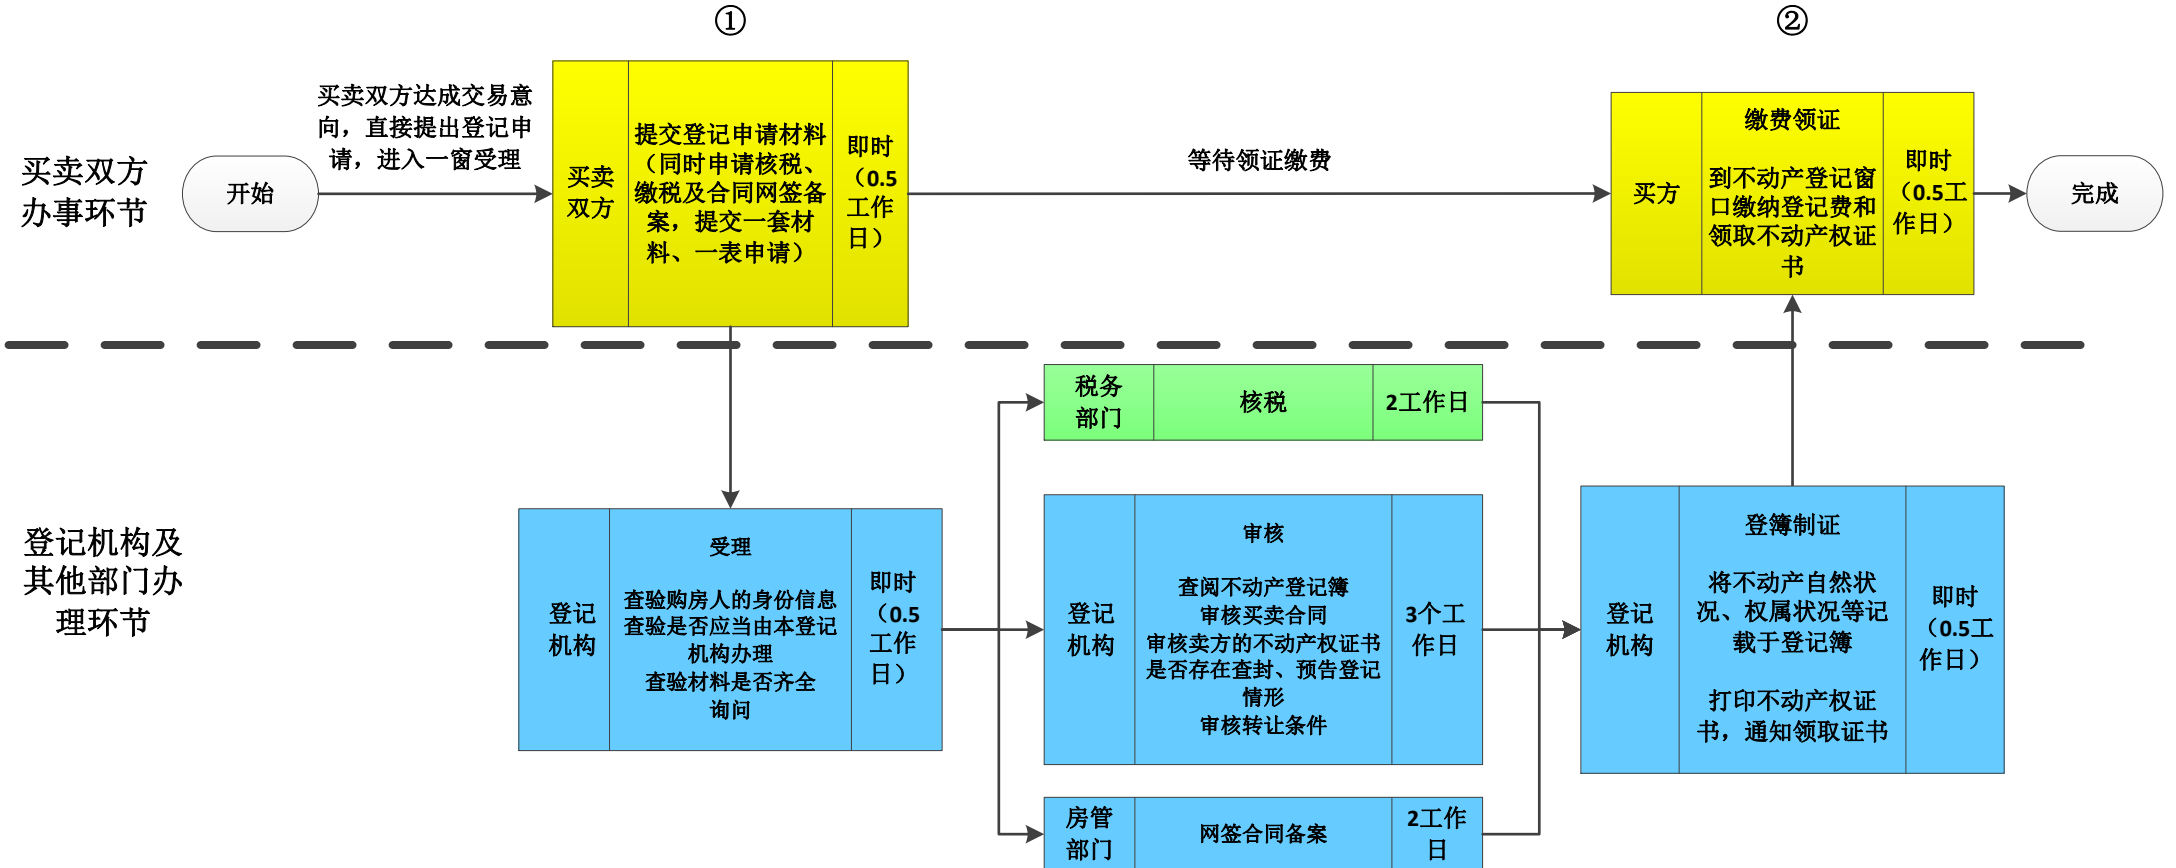 ①
②
买卖双方
办事环节
开始
买卖双方达成交易意
向，直接提出登记申
请，进入一窗受理
买卖
双方
提交登记申请材料
（同时申请核税、
缴税及合同网签备
案，提交一套材
料、一表申请）
即时
（0.5
工作
日）
等待领证缴费
买方
缴费领证
到不动产登记窗
口缴纳登记费和
领取不动产权证
书
即时
（0.5工
作日）
完成
登记机构及
其他部门办
理环节
登记
机构
受理
查验购房人的身份信息
查验是否应当由本登记
机构办理
查验材料是否齐全
询问
即时
（0.5
工作
日）
税务
部门
核税
2工作日
登记
机构
审核
查阅不动产登记簿
审核买卖合同
审核卖方的不动产权证书
是否存在查封、预告登记
情形
审核转让条件
3个工
作日
房管
部门
网签合同备案
2工作
日
登记
机构
登簿制证
将不动产自然状
况、权属状况等记
载于登记簿
打印不动产权证
书，通知领取证书
即时
（0.5工
作日）